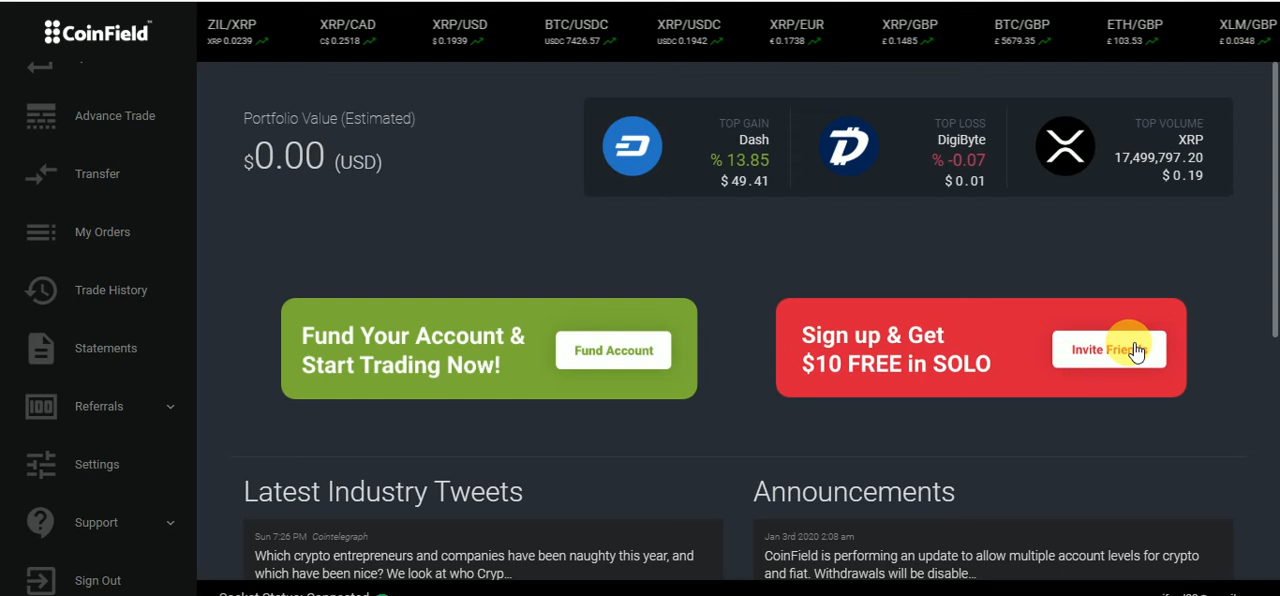 CoinField
ZIL/XRP XRP/CAD XRP/USD BTC/USDC XRP/USDC XRP/EUR XRP/GBP BTC/GBP ETH/GBP XLM/GBP
XRP 0.0239 C$ 0.2518 $ 0.1939 USDC 7426.57 USDC 0.1942 € 0.1738 £ 0.1485 £ 5679.35 £ 103.53 £ 0.0348
Advance Trade
Transfer
My Orders
Trade History
Statements
Referrals
Settings
Support
Sign Out
Portfolio Value (Estimated)
$0.00 (USD)
TOP GAIN
Dash
% 13.85
$ 49.41
TOP LOSS
DigiByte
% -0.07
$ 0.01
TOP VOLUME
XRP
17,499,797.20
$ 0.19
Fund Your Account &
Start Trading Now!
Fund Account
Sign up & Get
$10 FREE in SOLO
Invite
Latest Industry Tweets
Sun 7:26 PM Cointelegraph
Which crypto entrepreneurs and companies have been naughty this year, and
which have been nice? We look at who Cryp...
Announcements
Jan 3rd 2020 2:08 am
CoinField is performing an update to allow multiple account levels for crypto
and fiat. Withdrawals will be disable...